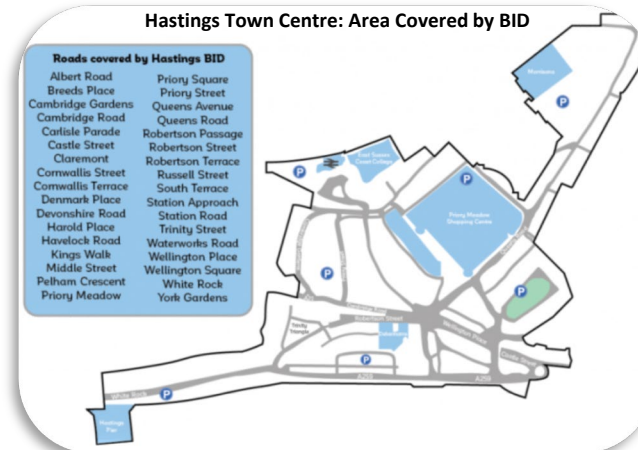 Hastings Town Centre: Area Covered by BID
Roads covered by Hastings BID
Albert Road
Breeds Place
Cambridge Gardens
Cambridge Road
Carlisle Parade
Castle Street
Claremont
Cornwallis Street
Cornwallis Terrace
Denmark Place
Devonshire Road
Harold Place
Havelock Road
Kings Walk
Middle Street
Pelham Crescent
Priory Meadow
Priory Square
Priory Street
Queens Avenue
Queens Road
Robertson Passage
Robertson Street
Robertson Terrace
Russell Street
South Terrace
Station Approach
Station Road
Trinity Street
Waterworks Road
Wellington Place
Wellington Square
White Rock
York Gardens
Morrisons
P
East Sussex
Coast College
P
P
Priory Meadow
Shopping Centre
P
P
Robertson Street
Trinity
Triangle
Wellington Place
Castle Street
P
A259
A259
White Rock
P
Hastings
Pier